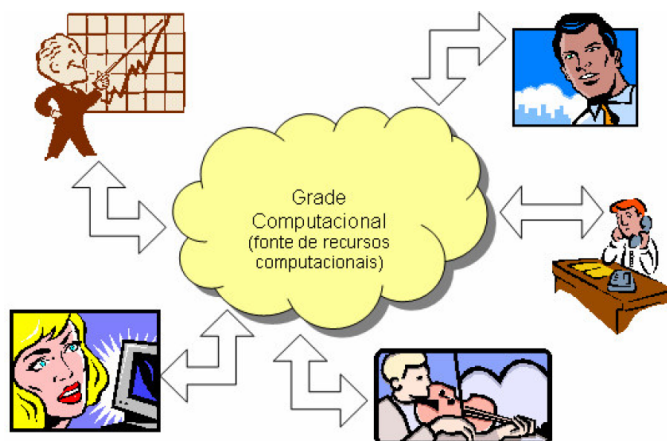 Grade
Computacional
(fonte de recursos
computacionais)